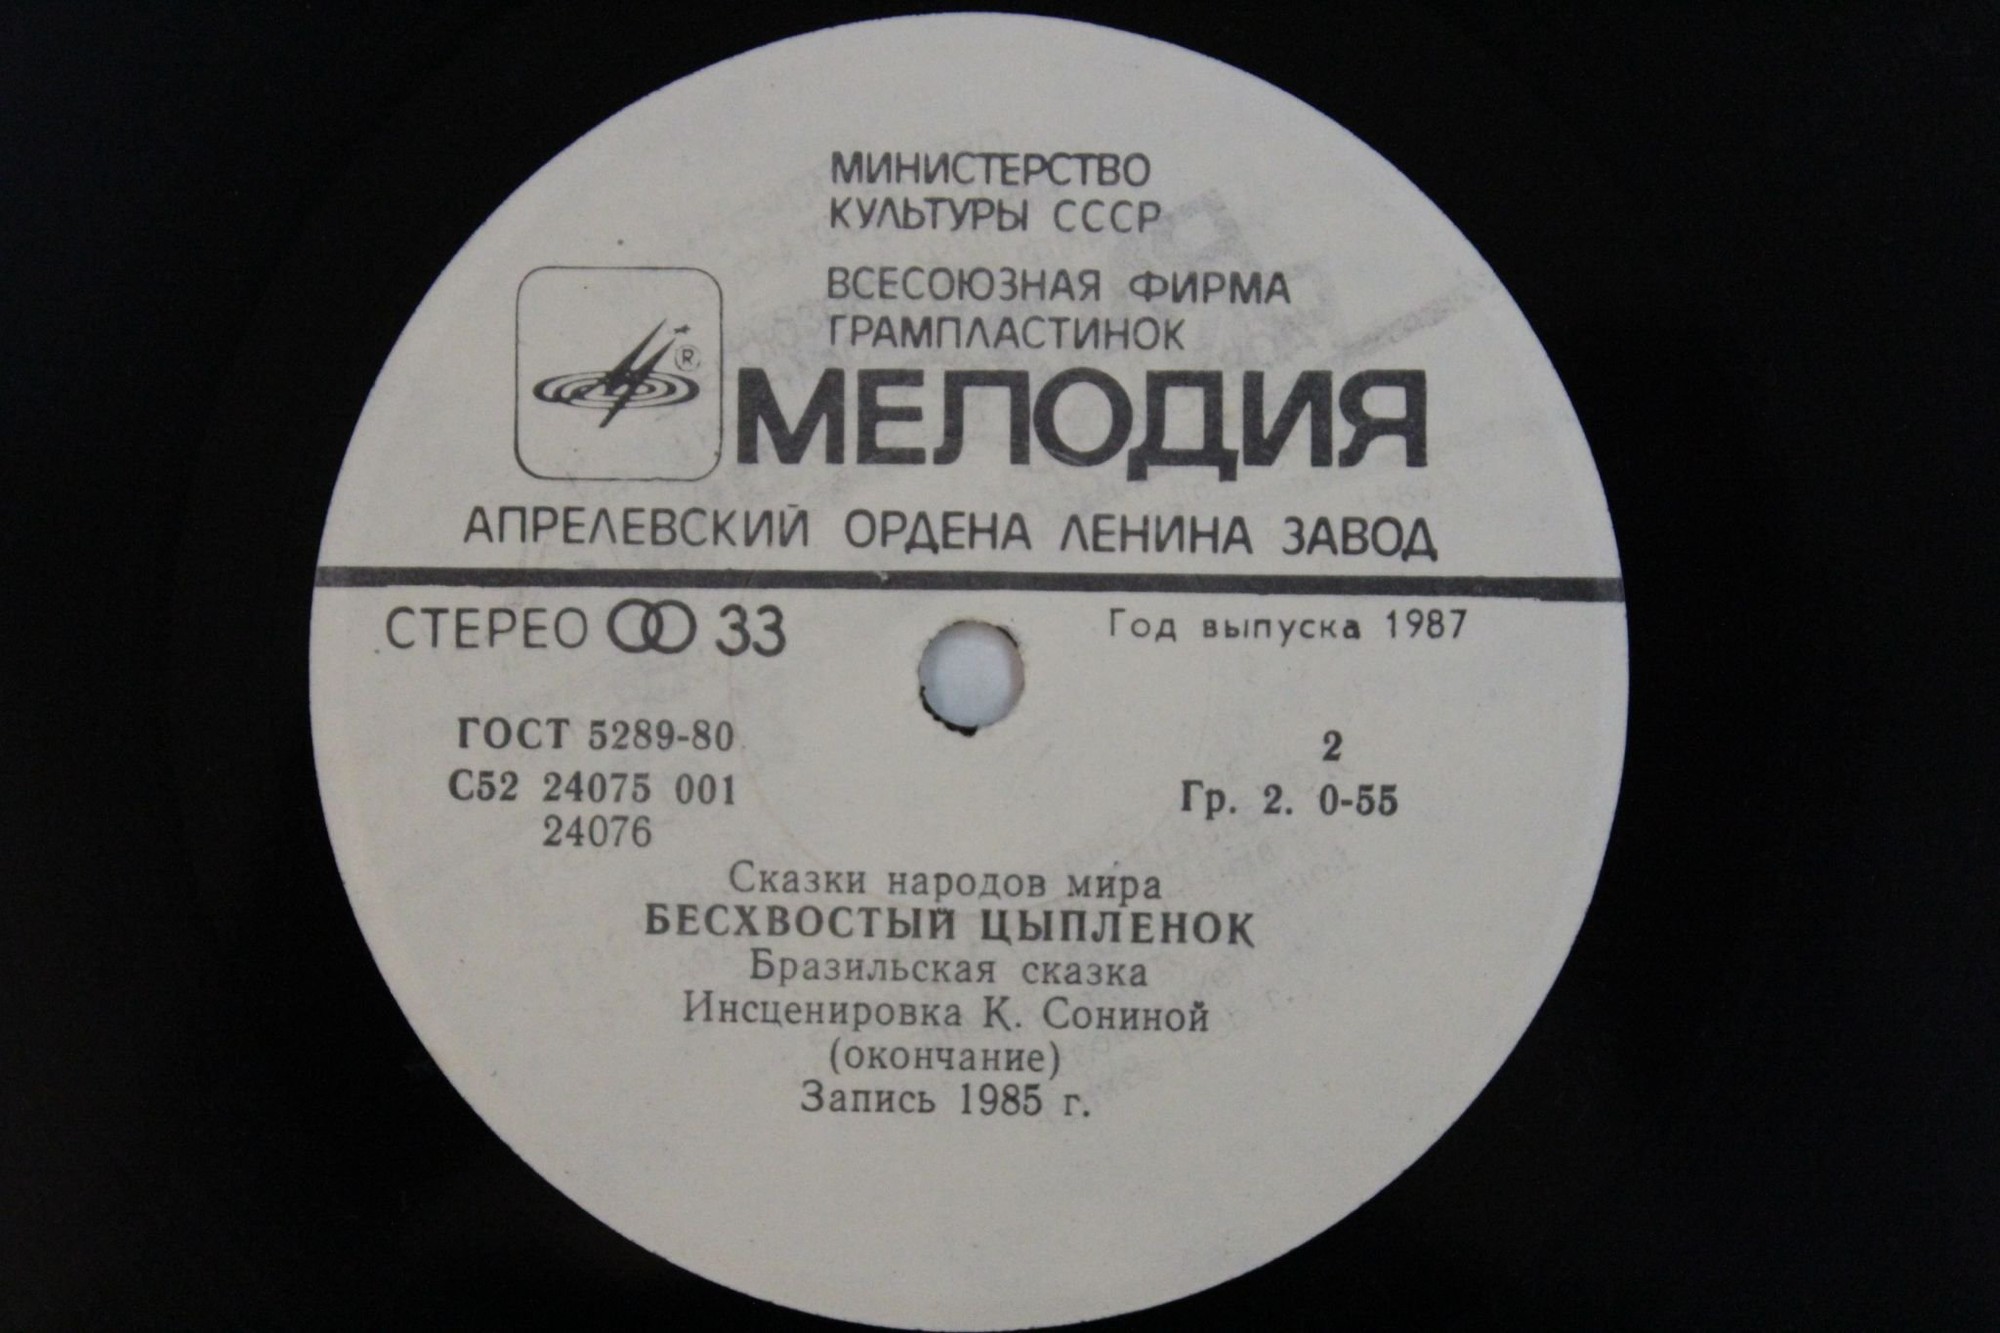 МИНИСТЕРСТВО
КУЛЬТУРЫ СССР
ВСЕСОЮЗНАЯ ФИРМА
ГРАМПЛАСТИНОК
®
МЕЛОДИЯ
АПРЕЛЕВСКИЙ ОРДЕНА ЛЕНИНА ЗАВОД
СТЕРЕО 33
Год выпуска 1987
ГОСТ 5289-80
С52 24075 001
24076
2
Гр. 2. 0-55
Сказки народов мира
БЕСХВОСТЫЙ ЦЫПЛЕНОК
Бразильская сказка
Инсценировка К. Сониной
(окончание)
Запись 1985 г.